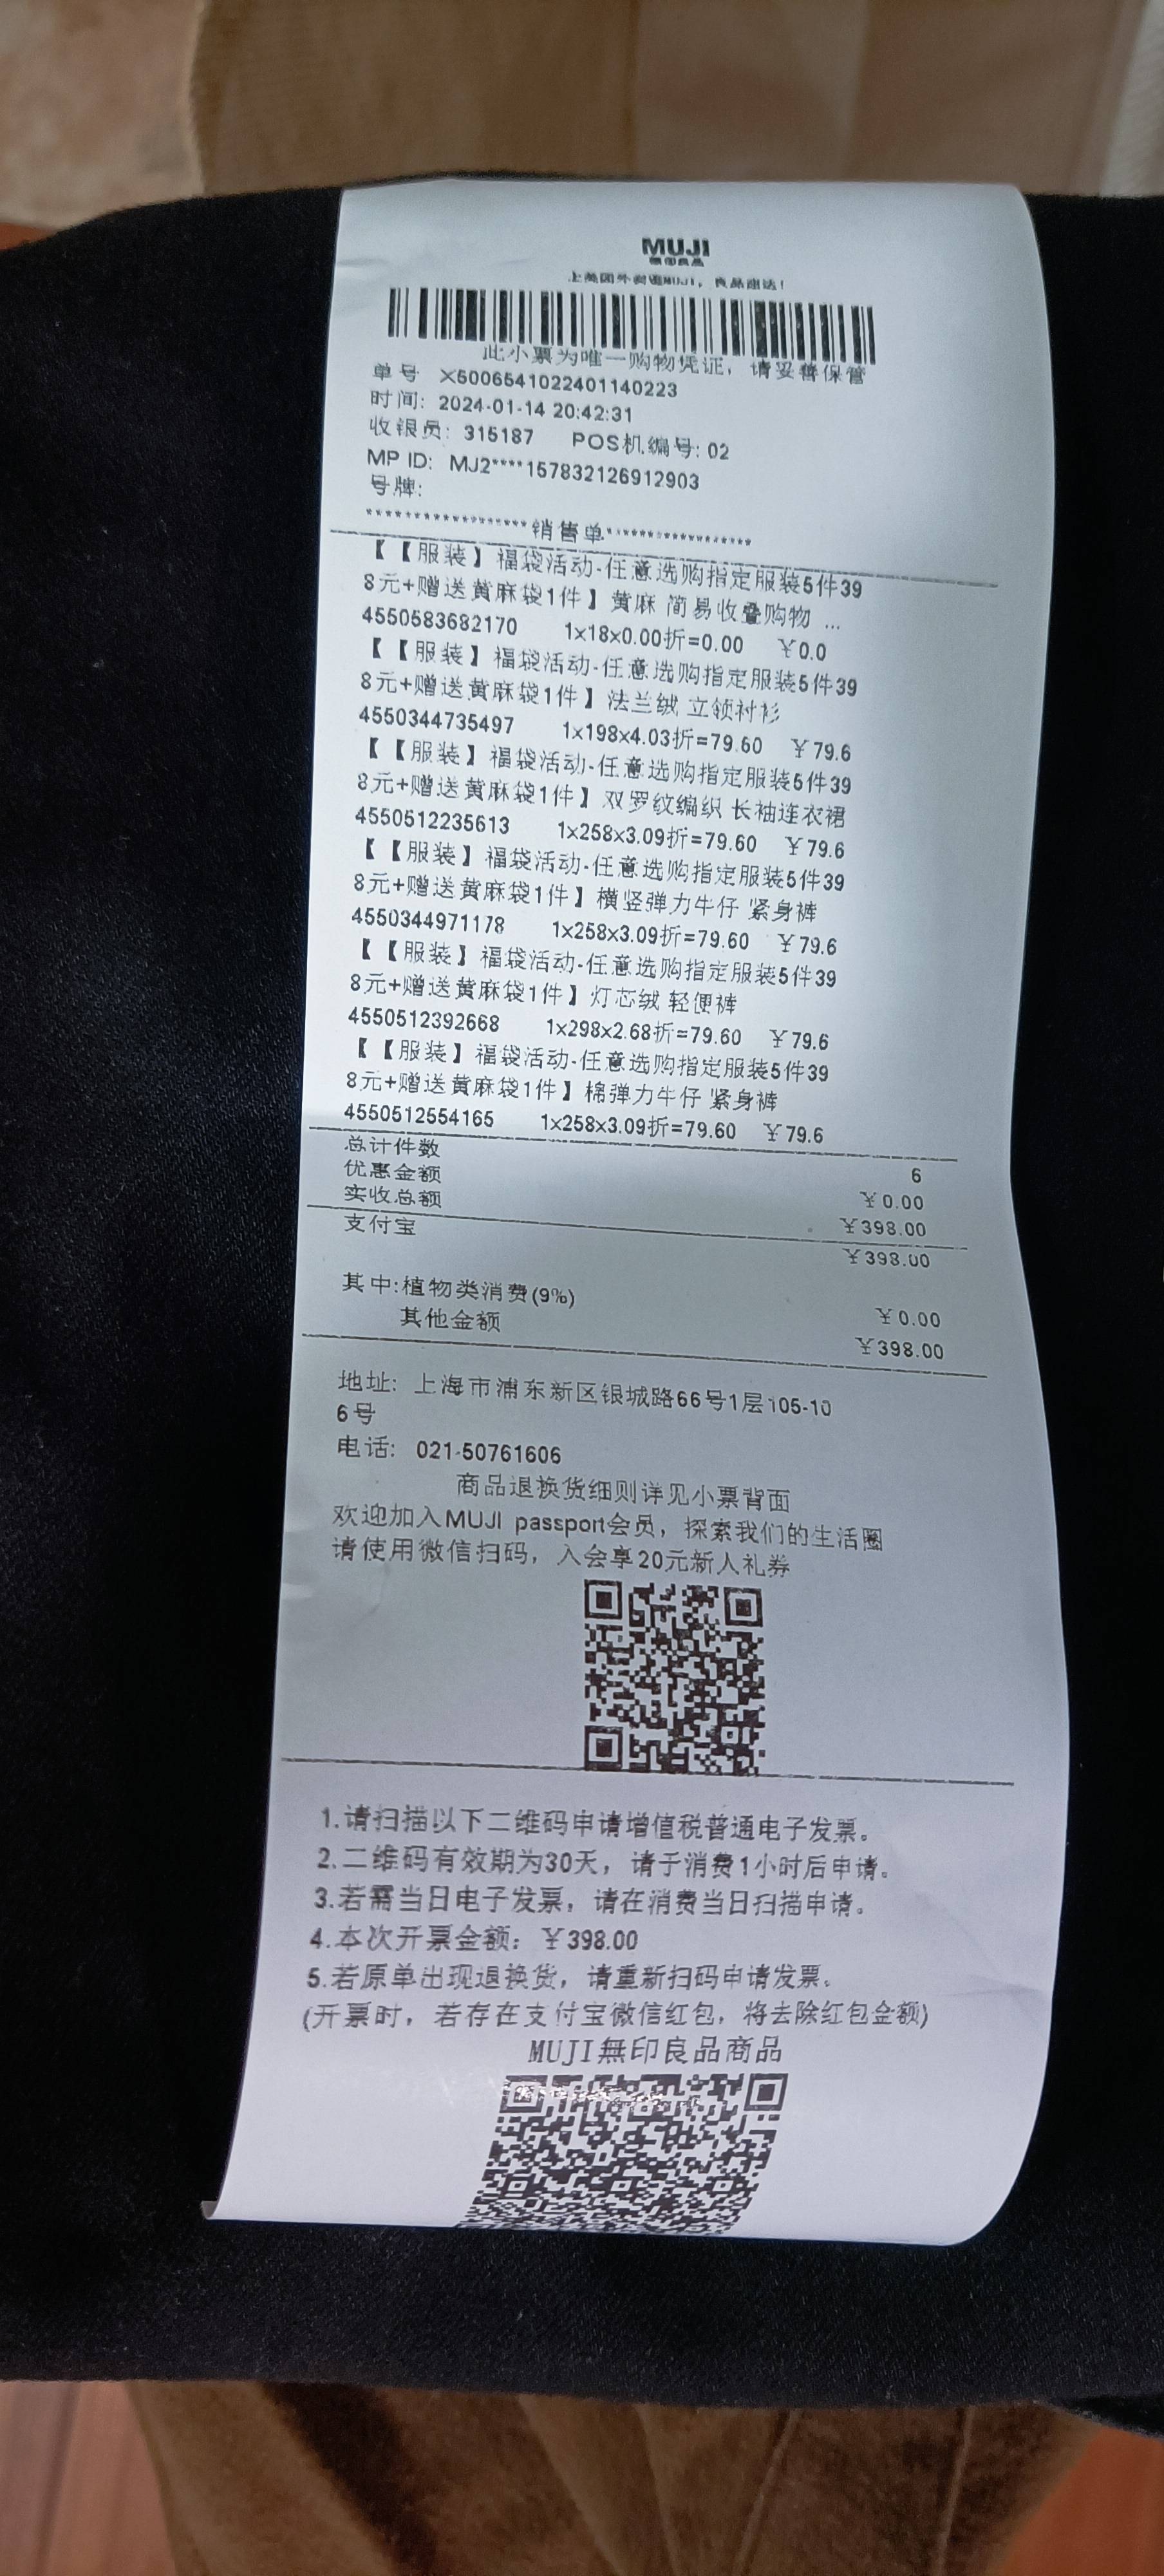 MUJI
無印良品
上美团外卖逛MUJI，良品速达！
此小票为唯一购物凭证，请妥善保管
单号 X5006541022401140223
时间: 2024-01-14 20:42:31
收银员: 315187 POS机编号: 02
MP ID: MJ2****1578321269129​03
号牌:
*******************销售单*******************
【【服装】福袋活动-任意选购指定服装5件39
8元+赠送黄麻袋1件】黄麻 简易收叠购物 ...
4550583682170 1x18x0.00折=0.00 ¥0.0
【【服装】福袋活动-任意选购指定服装5件39
8元+赠送黄麻袋1件】法兰绒 立领衬衫
4550344735497 1x198x4.03折=79.60 ¥79.6
【【服装】福袋活动-任意选购指定服装5件39
8元+赠送黄麻袋1件】双罗纹编织 长袖连衣裙
4550512235613 1x258x3.09折=79.60 ¥79.6
【【服装】福袋活动-任意选购指定服装5件39
8元+赠送黄麻袋1件】横竖弹力牛仔 紧身裤
4550344971178 1x258x3.09折=79.60 ¥79.6
【【服装】福袋活动-任意选购指定服装5件39
8元+赠送黄麻袋1件】灯芯绒 轻便裤
4550512392668 1x298x2.68折=79.60 ¥79.6
【【服装】福袋活动-任意选购指定服装5件39
8元+赠送黄麻袋1件】棉弹力牛仔 紧身裤
4550512554165 1x258x3.09折=79.60 ¥79.6
总计件数 6
优惠金额 ¥0.00
实收总额 ¥398.00
支付宝 ¥398.00
其中:植物类消费(9%) ¥0.00
其他金额 ¥398.00
地址: 上海市浦东新区银城路66号1层105-10
6号
电话: 021-50761606
商品退换货细则详见小票背面
欢迎加入MUJI passport会员，探索我们的生活圈
请使用微信扫码，入会享20元新人礼券
1.请扫描以下二维码申请增值税普通电子发票。
2.二维码有效期为30天，请于消费1小时后申请。
3.若需当日电子发票，请在消费当日扫描申请。
4.本次开票金额: ¥398.00
5.若原单出现退换货，请重新扫码申请发票。
(开票时，若存在支付宝微信红包，将去除红包金额)
MUJI無印良品商品